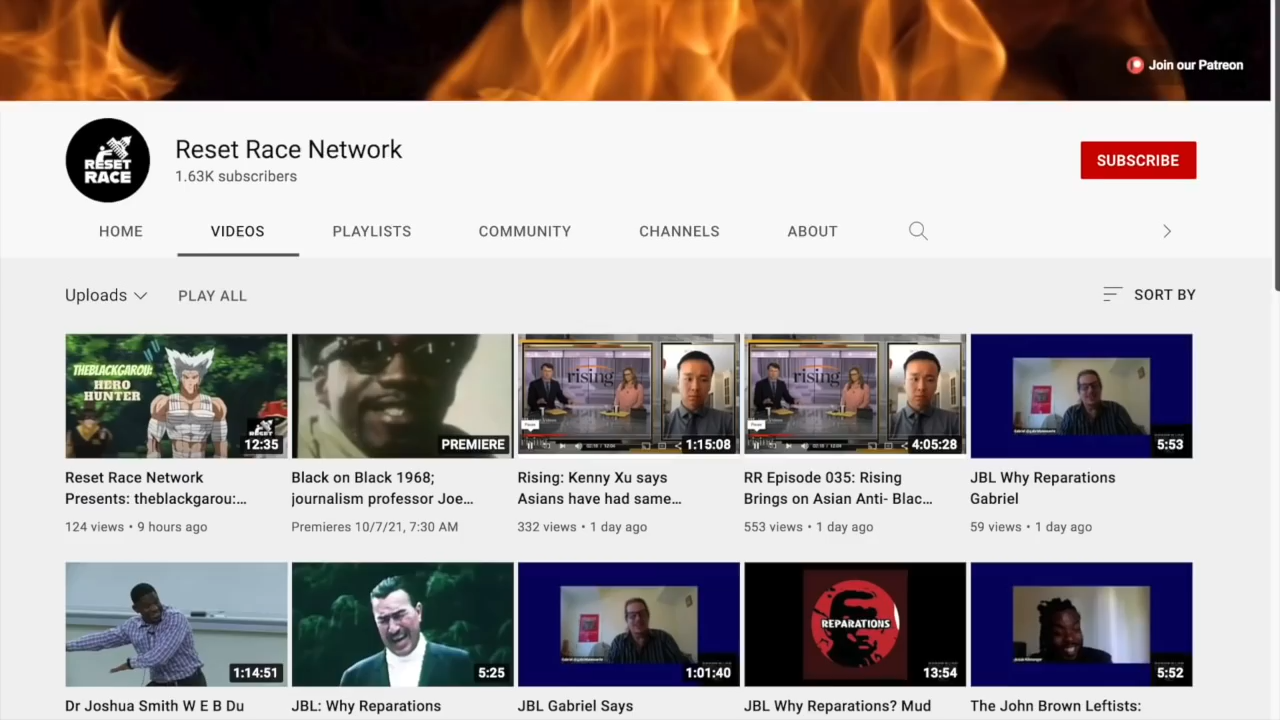 Join our Patreon
RESET
RACE
Reset Race Network
1.63K subscribers
SUBSCRIBE
HOME
VIDEOS
PLAYLISTS
COMMUNITY
CHANNELS
ABOUT
Uploads
PLAY ALL
SORT BY
THEBLACKGAROU:
HERO
HUNTER
12:35
PREMIERE
rising
1:15:08
rising
4:05:28
5:53
Reset Race Network
Presents: theblackgarou:...
124 views • 9 hours ago
Black on Black 1968;
journalism professor Joe...
Premieres 10/7/21, 7:30 AM
Rising: Kenny Xu says
Asians have had same...
332 views • 1 day ago
RR Episode 035: Rising
Brings on Asian Anti- Blac...
553 views • 1 day ago
JBL Why Reparations
Gabriel
59 views • 1 day ago
1:14:51
5:25
1:01:40
REPARATIONS
13:54
5:52
Dr Joshua Smith W E B Du
JBL: Why Reparations
JBL Gabriel Says
JBL Why Reparations? Mud
The John Brown Leftists: